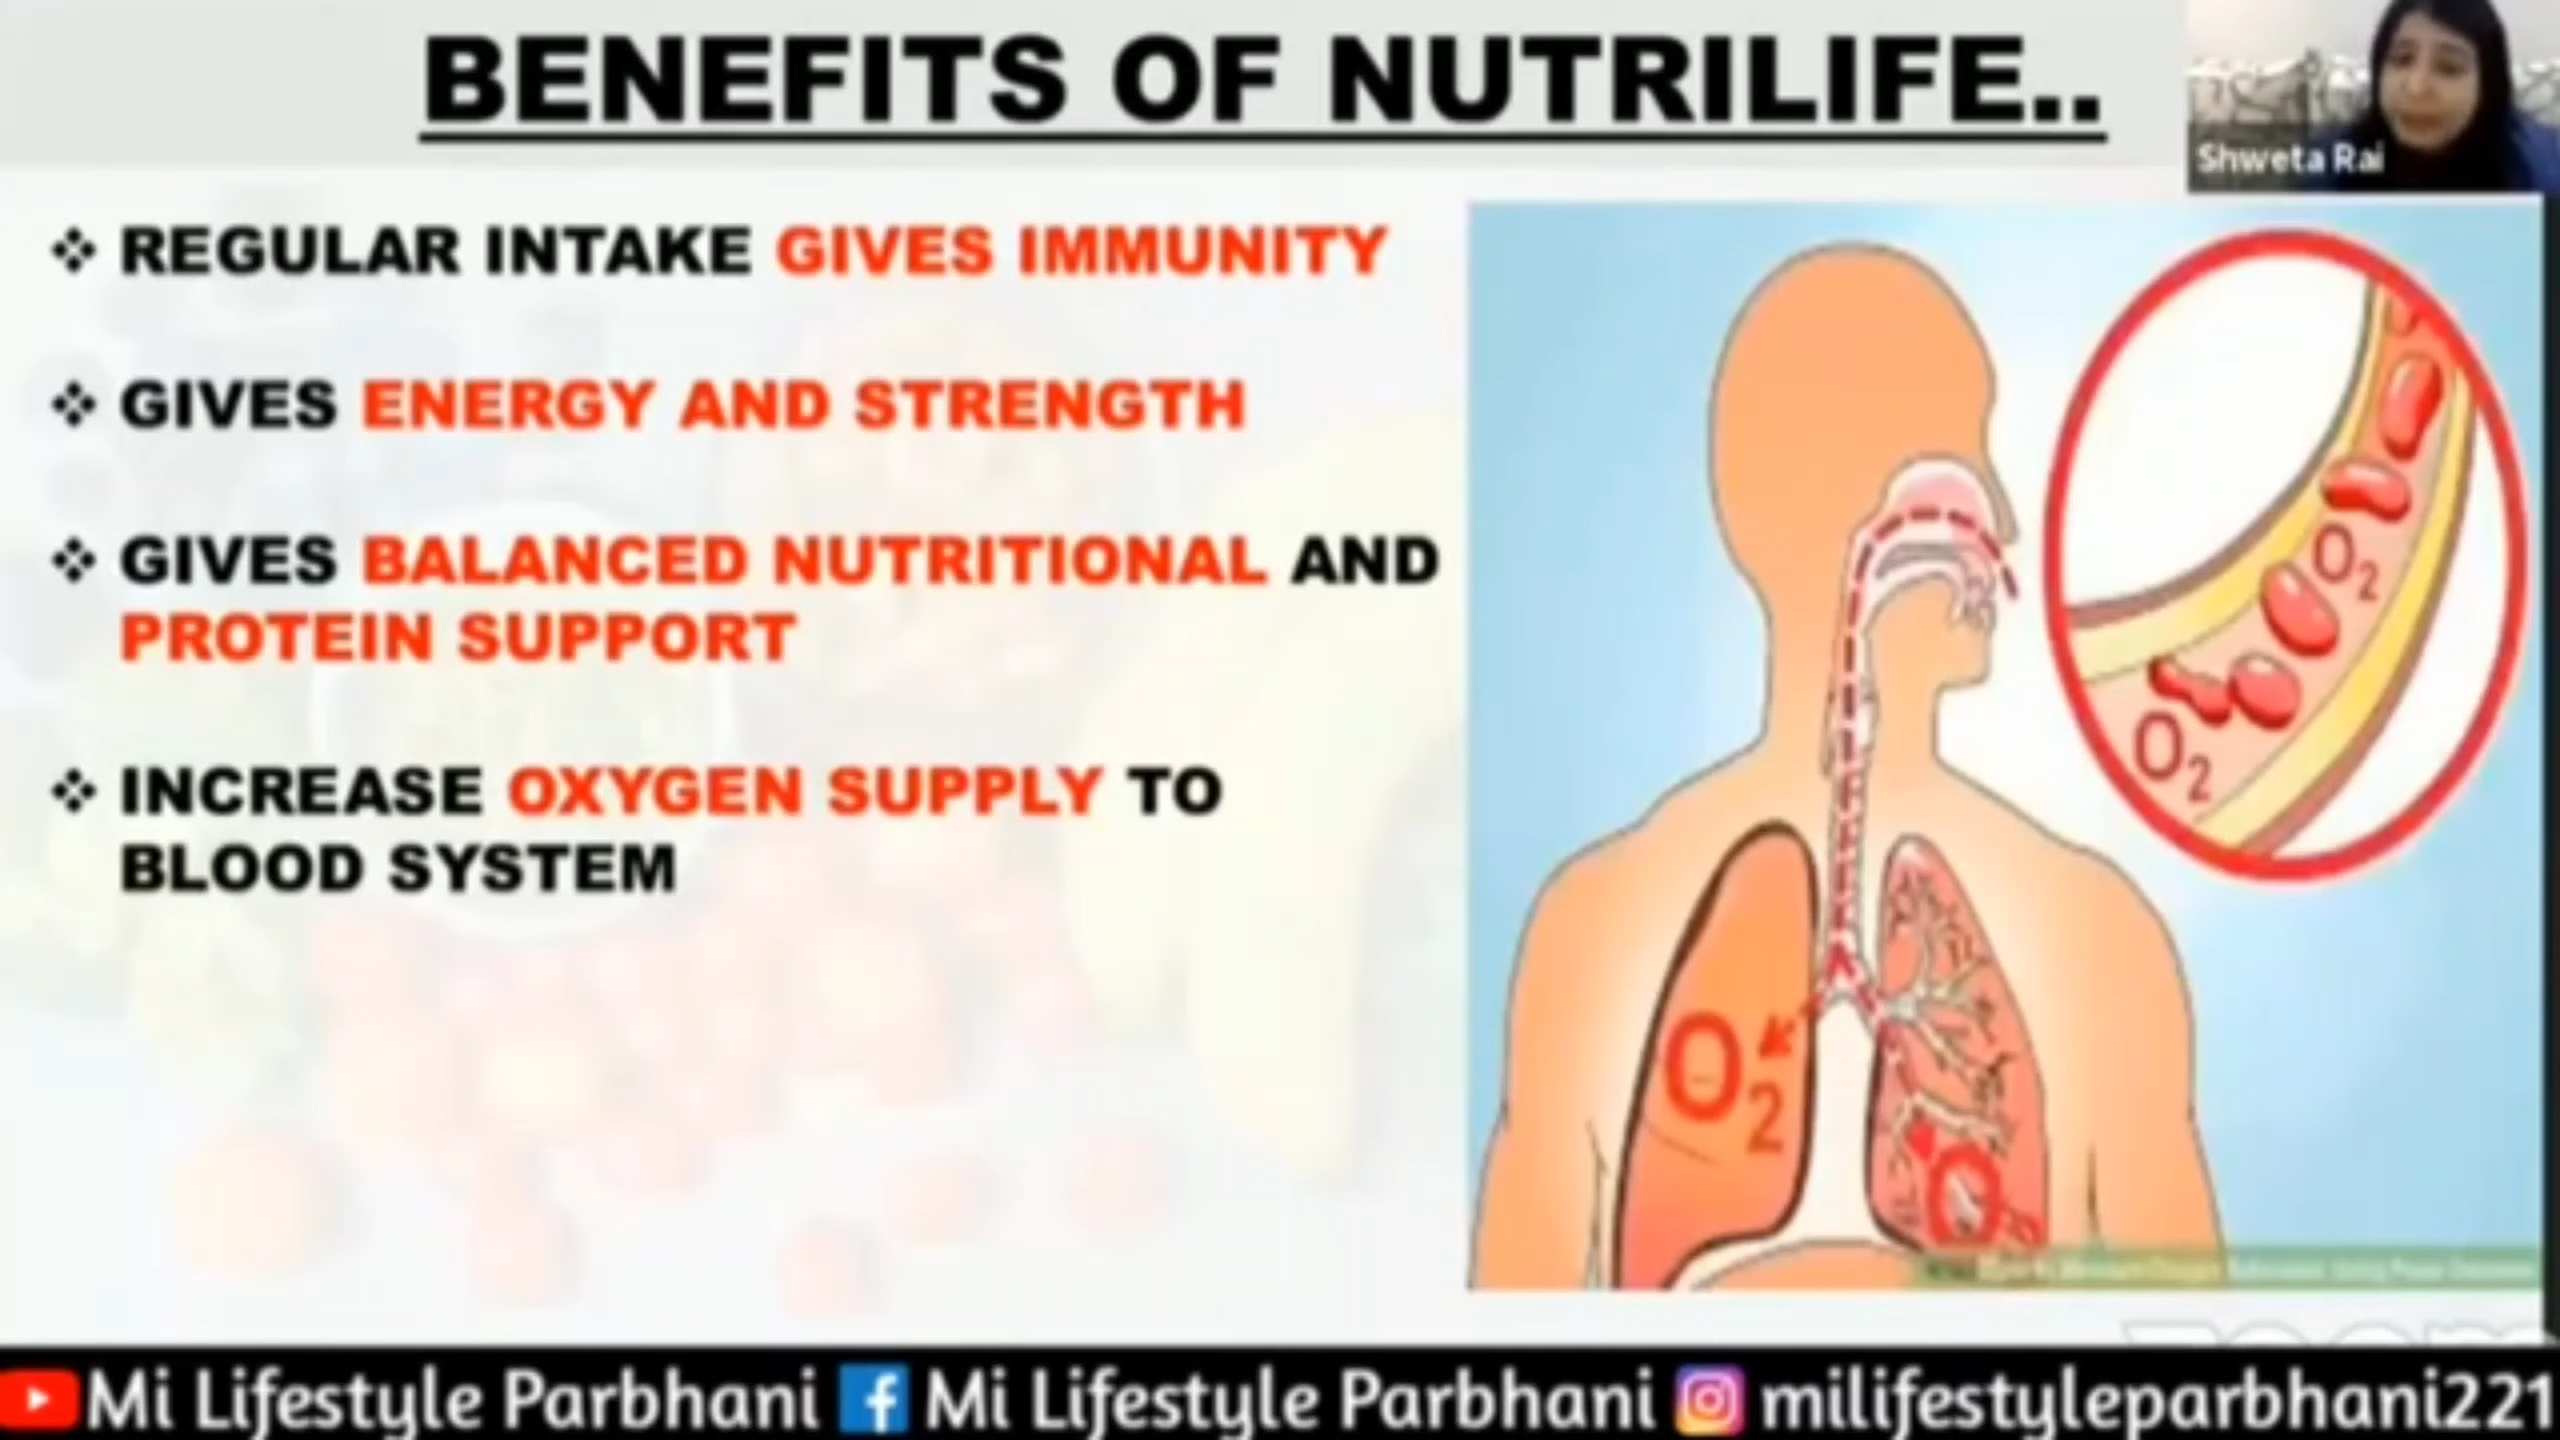 BENEFITS OF NUTRILIFE..
Shweta Rai
❖ REGULAR INTAKE GIVES IMMUNITY
❖ GIVES ENERGY AND STRENGTH
❖ GIVES BALANCED NUTRITIONAL AND
PROTEIN SUPPORT
❖ INCREASE OXYGEN SUPPLY TO
BLOOD SYSTEM
O2
O2
O2
Mi Lifestyle Parbhani Mi Lifestyle Parbhani milifestyleparbhani221